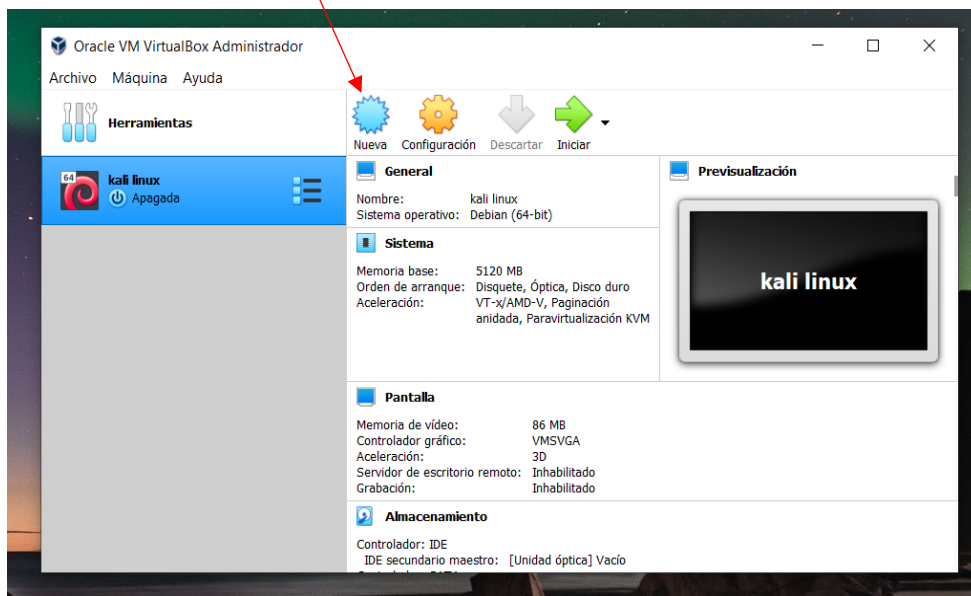 Oracle VM VirtualBox Administrador
Archivo Máquina Ayuda
Herramientas
Nueva Configuración Descartar Iniciar
64
kali linux
Apagada
General
Nombre: kali linux
Sistema operativo: Debian (64-bit)
Sistema
Memoria base: 5120 MB
Orden de arranque: Disquete, Óptica, Disco duro
Aceleración: VT-x/AMD-V, Paginación
anidada, Paravirtualización KVM
Previsualización
kali linux
Pantalla
Memoria de vídeo: 86 MB
Controlador gráfico: VMSVGA
Aceleración: 3D
Servidor de escritorio remoto: Inhabilitado
Grabación: Inhabilitado
Almacenamiento
Controlador: IDE
IDE secundario maestro: [Unidad óptica] Vacío